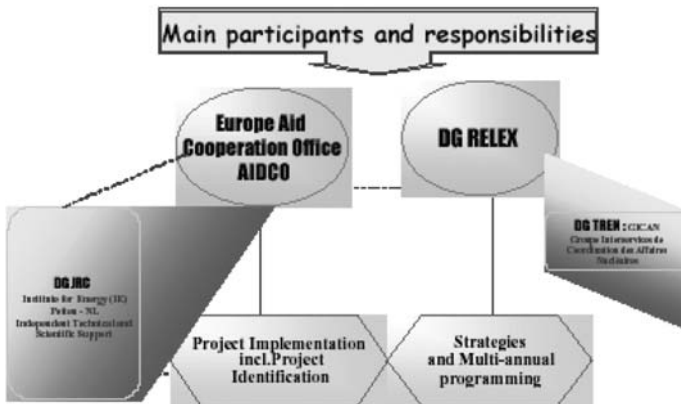 Main participants and responsibilities
Europe Aid
Cooperation Office
AIDCO
DG RELEX
DG JRC
Institute for Energy (IE)
Petten - NL
Independent Technical and
Scientific Support
DG TREN : CICAN
Groupe Interservices de
Coordination des Affaires
Nucléaires
Project Implementation
incl.Project
Identification
Strategies
and Multi-annual
programming